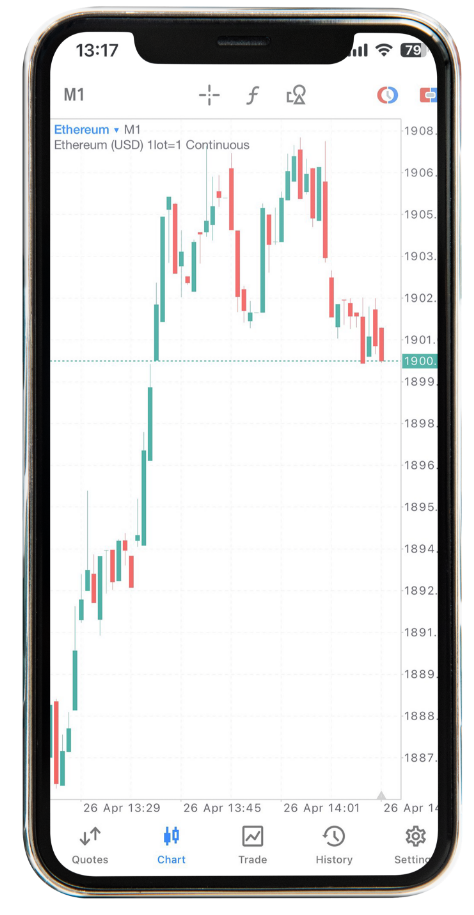 13:17
79
M1
Ethereum ▾ M1
Ethereum (USD) 1lot=1 Continuous
1908.
1906.
1905.
1903.
1902.
1901.
1900.
1899.
1898.
1896.
1895.
1894.
1892.
1891.
1889.
1888.
1887.
26 Apr 13:29
26 Apr 13:45
26 Apr 14:01
26 Apr 14
Quotes
Chart
Trade
History
Setting